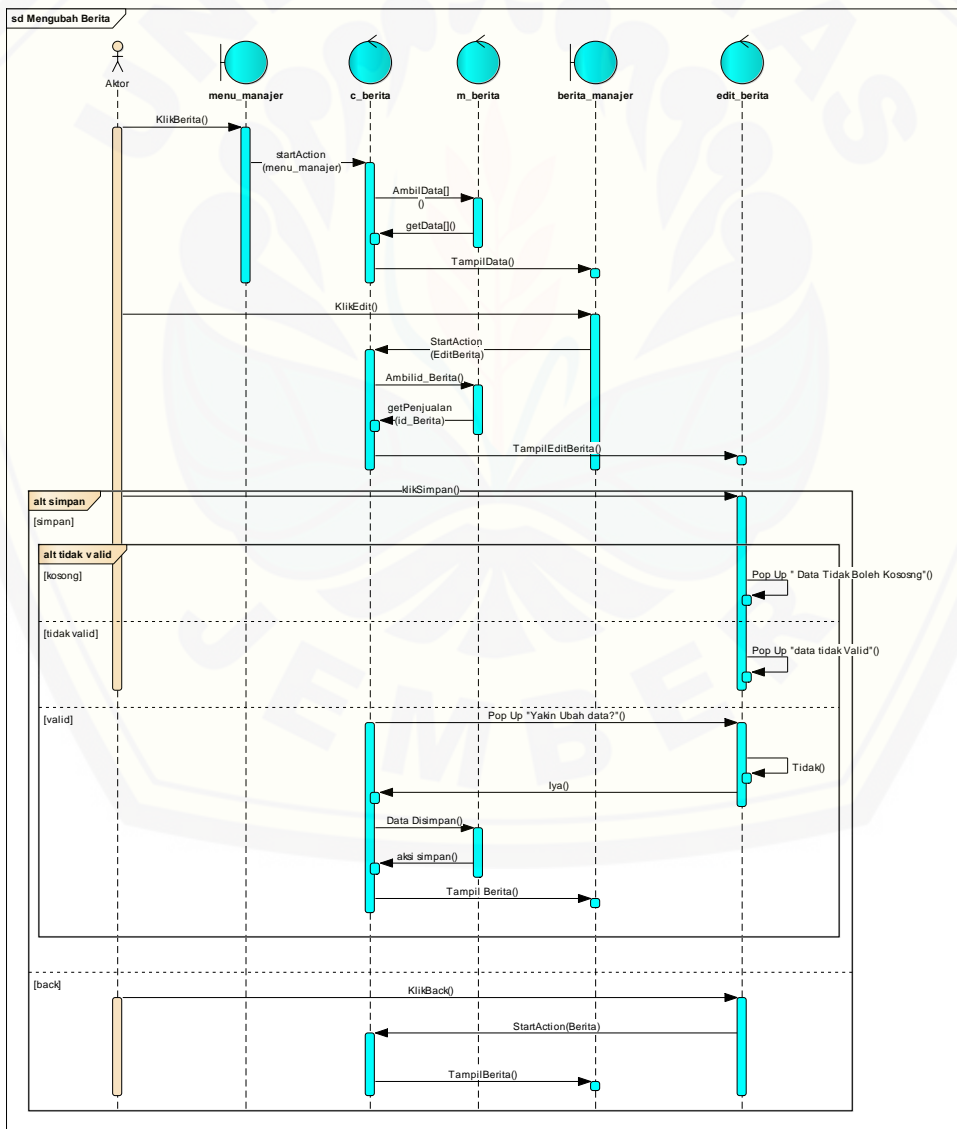 sd Mengubah Berita
Aktor
menu_manajer
c_berita
m_berita
berita_manajer
edit_berita
KlikBerita()
startAction
(menu_manajer)
AmbilData[]
()
getData[]()
TampilData()
KlikEdit()
StartAction
(EditBerita)
Ambilid_Berita()
getPenjualan
(id_Berita)
TampilEditBerita()
klikSimpan()
alt simpan
[simpan]
alt tidak valid
[kosong]
Pop Up " Data Tidak Boleh Kososng"()
[tidak valid]
Pop Up "data tidak Valid"()
[valid]
Pop Up "Yakin Ubah data?"()
Tidak()
Iya()
Data Disimpan()
aksi simpan()
Tampil Berita()
[back]
KlikBack()
StartAction(Berita)
TampilBerita()
UNIVERSITAS
JEMBER